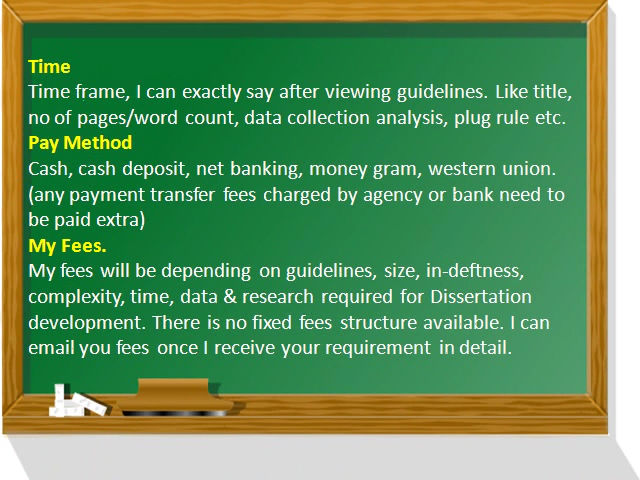 Time
Time frame, I can exactly say after viewing guidelines. Like title,
no of pages/word count, data collection analysis, plug rule etc.
Pay Method
Cash, cash deposit, net banking, money gram, western union.
(any payment transfer fees charged by agency or bank need to
be paid extra)
My Fees.
My fees will be depending on guidelines, size, in-deftness,
complexity, time, data & research required for Dissertation
development. There is no fixed fees structure available. I can
email you fees once I receive your requirement in detail.